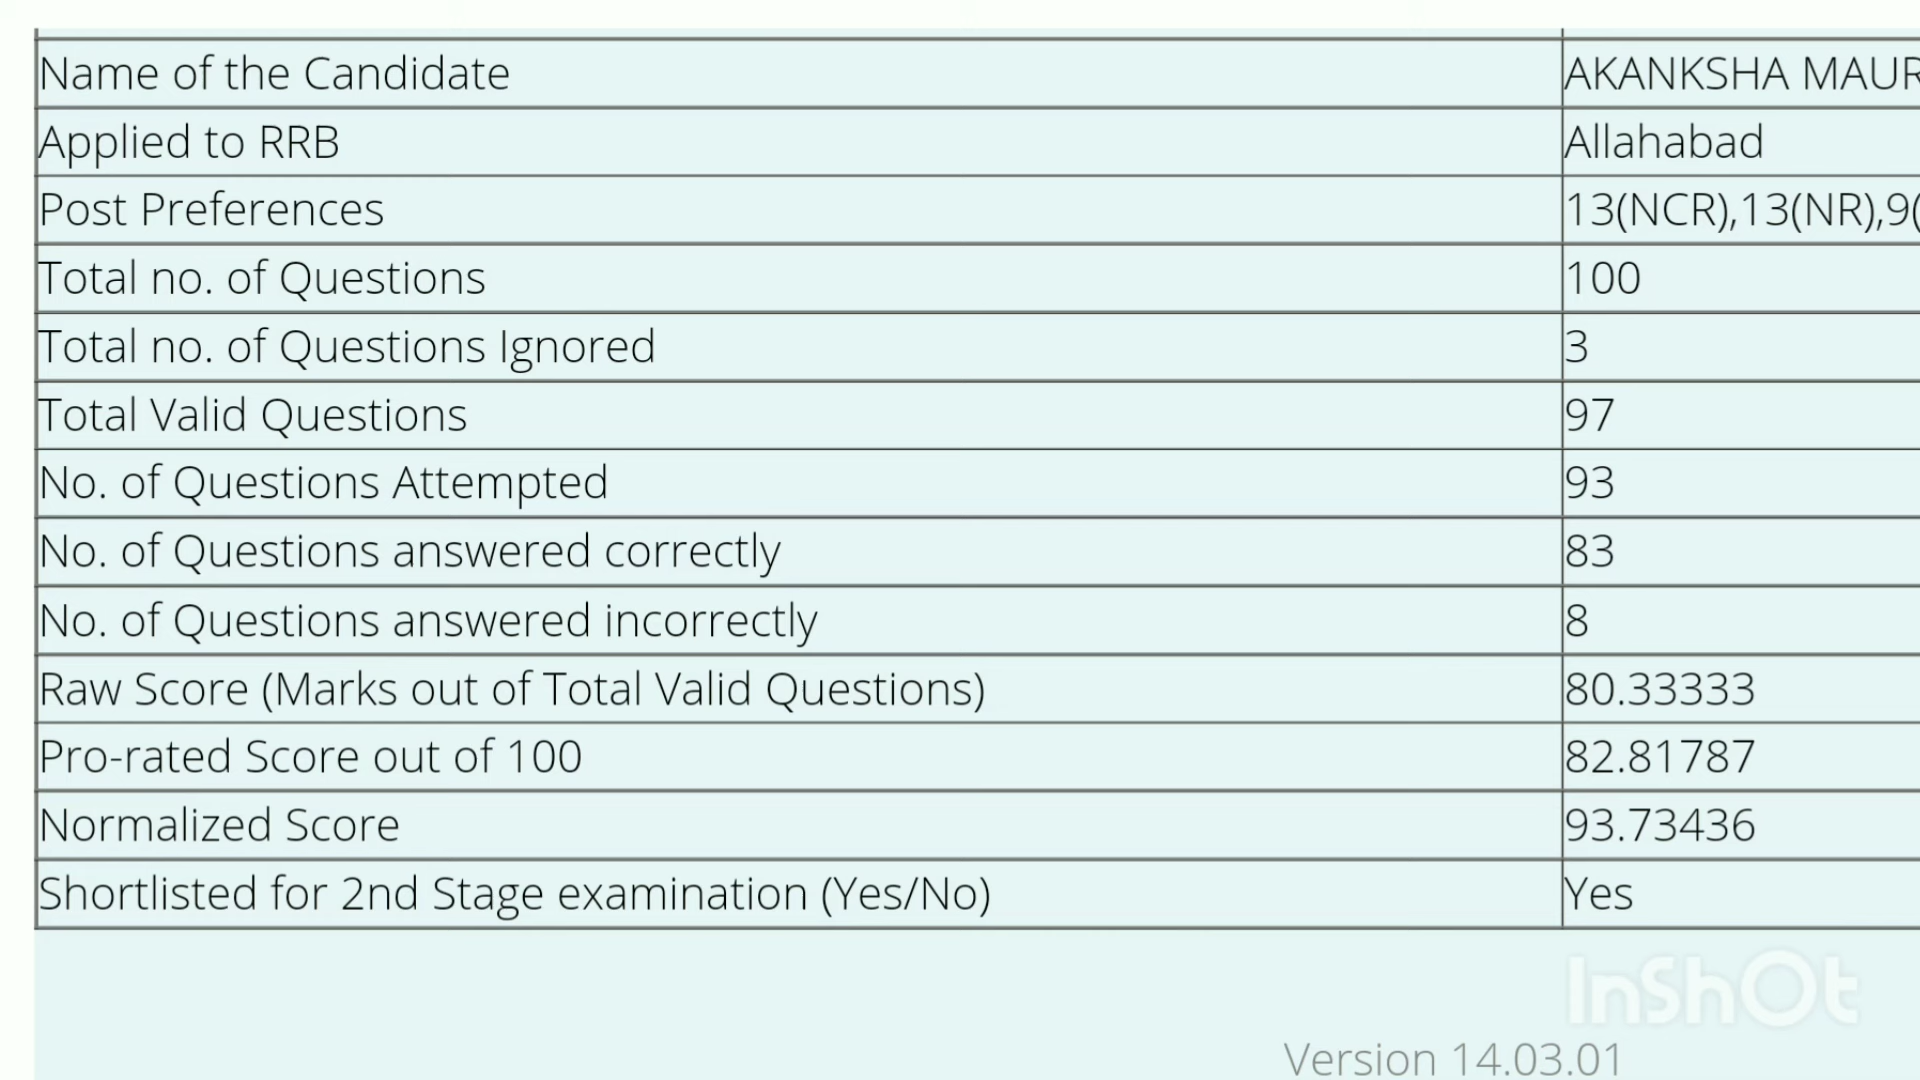 Name of the Candidate AKANKSHA MAUR
Applied to RRB Allahabad
Post Preferences 13(NCR),13(NR),9(
Total no. of Questions 100
Total no. of Questions Ignored 3
Total Valid Questions 97
No. of Questions Attempted 93
No. of Questions answered correctly 83
No. of Questions answered incorrectly 8
Raw Score (Marks out of Total Valid Questions) 80.33333
Pro-rated Score out of 100 82.81787
Normalized Score 93.73436
Shortlisted for 2nd Stage examination (Yes/No) Yes
InShOt
Version 14.03.01